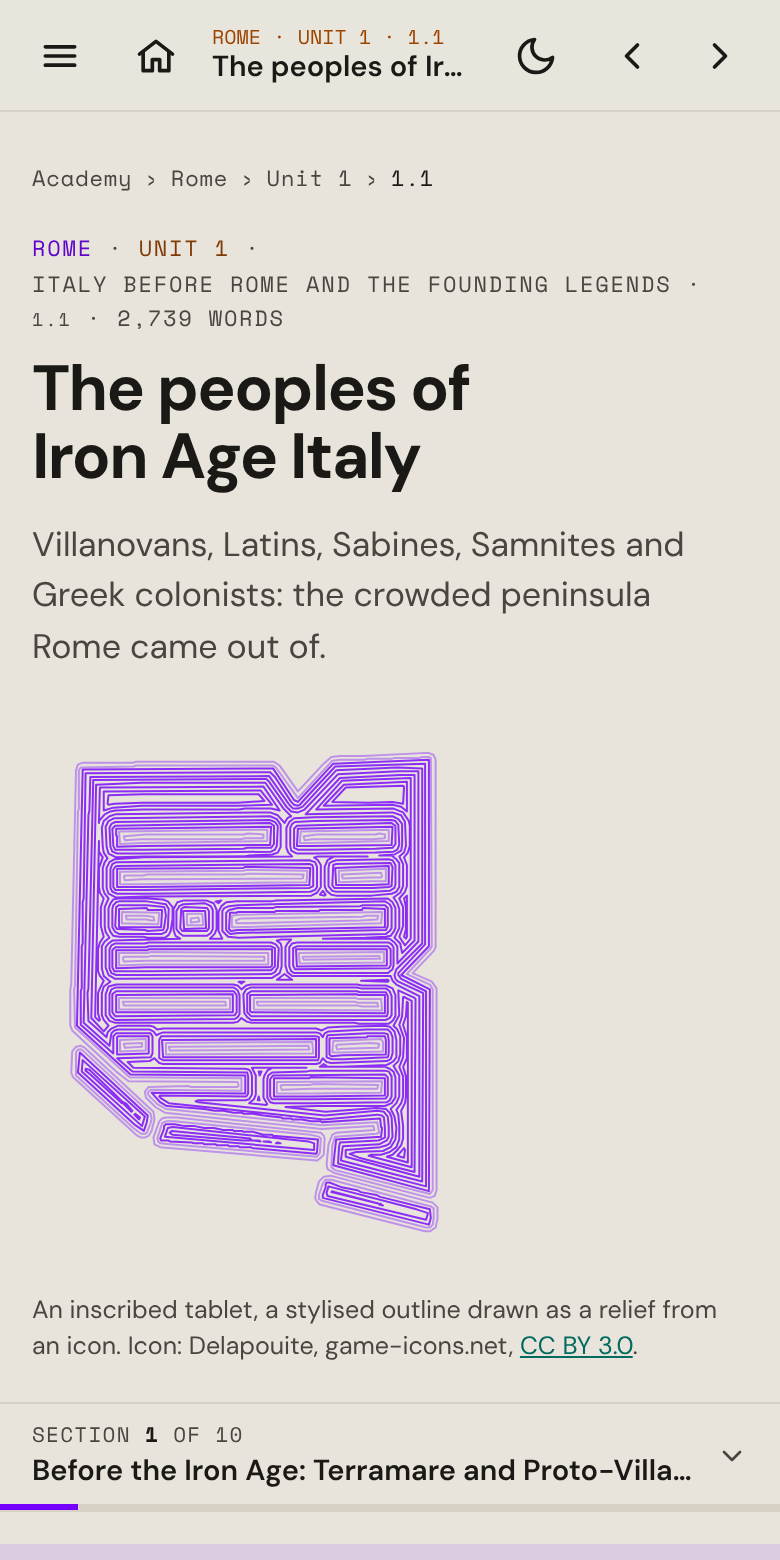 ROME · UNIT 1 · 1.1
The peoples of Ir...
Academy › Rome › Unit 1 › 1.1
ROME · UNIT 1 ·
ITALY BEFORE ROME AND THE FOUNDING LEGENDS ·
1.1 · 2,739 WORDS
The peoples of
Iron Age Italy
Villanovans, Latins, Sabines, Samnites and
Greek colonists: the crowded peninsula
Rome came out of.
An inscribed tablet, a stylised outline drawn as a relief from
an icon. Icon: Delapouite, game-icons.net, CC BY 3.0.
SECTION 1 OF 10
Before the Iron Age: Terramare and Proto-Villa...